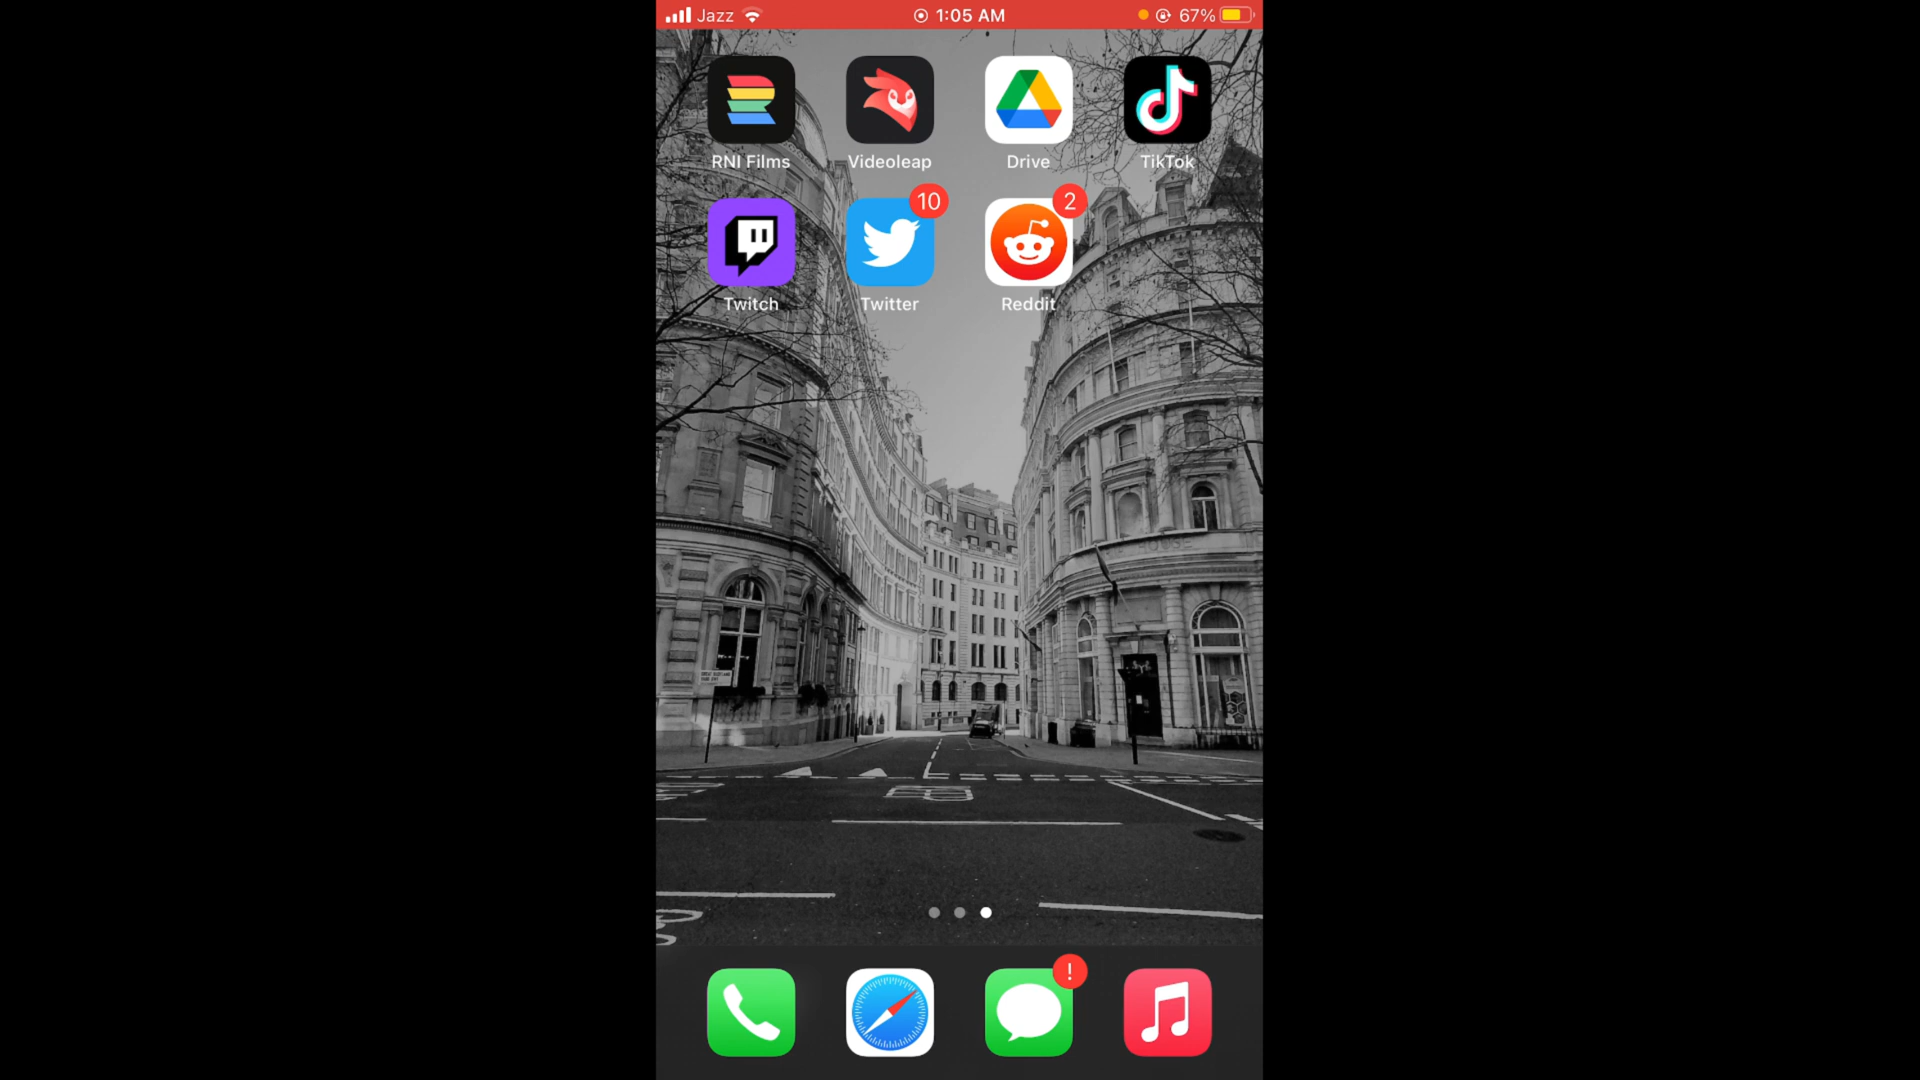 Jazz 1:05 AM 67%
RNI Films Videoleap Drive TikTok
10 2
Twitch Twitter Reddit
!